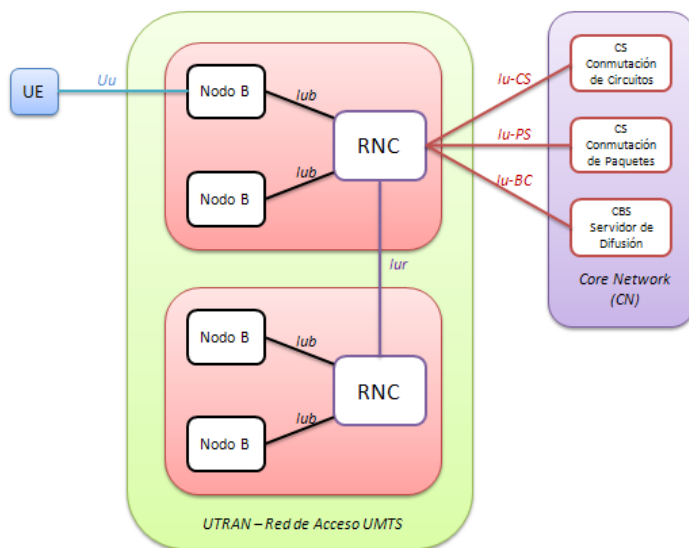 UE
Uu
Nodo B
Iub
RNC
Iub
Nodo B
Iur
Nodo B
Iub
RNC
Iub
Nodo B
UTRAN – Red de Acceso UMTS
Iu-CS
Iu-PS
Iu-BC
CS
Conmutación
de Circuitos
CS
Conmutación
de Paquetes
CBS
Servidor de
Difusión
Core Network
(CN)